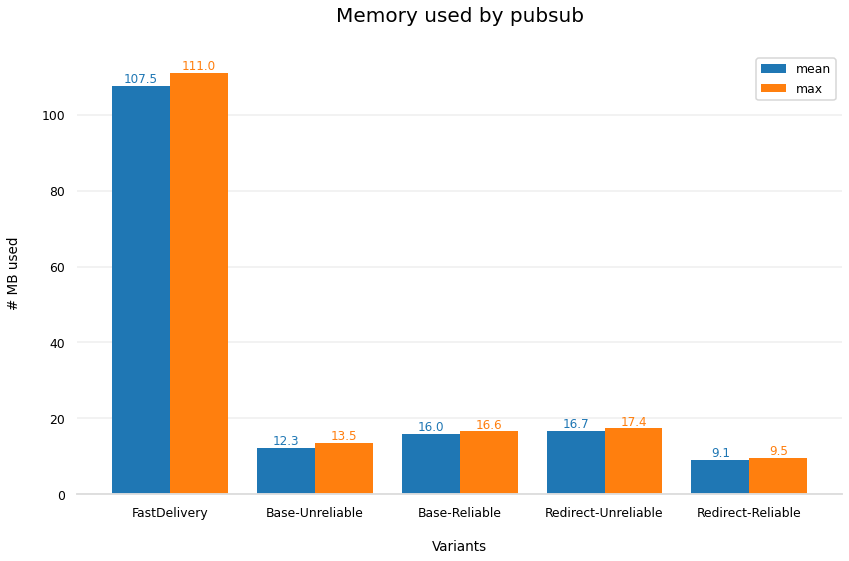 Memory used by pubsub
mean
max
107.5
111.0
12.3
13.5
16.0
16.6
16.7
17.4
9.1
9.5
100
80
60
40
20
0
# MB used
FastDelivery
Base-Unreliable
Base-Reliable
Redirect-Unreliable
Redirect-Reliable
Variants